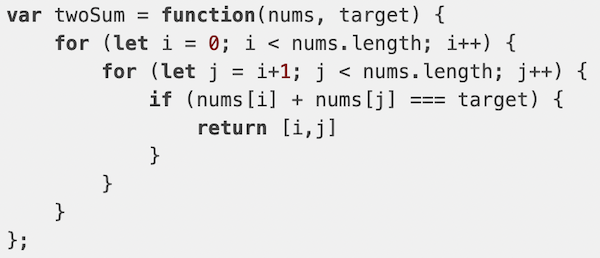 var twoSum = function(nums, target) {
    for (let i = 0; i < nums.length; i++) {
        for (let j = i+1; j < nums.length; j++) {
            if (nums[i] + nums[j] === target) {
                return [i,j]
            }
        }
    }
};